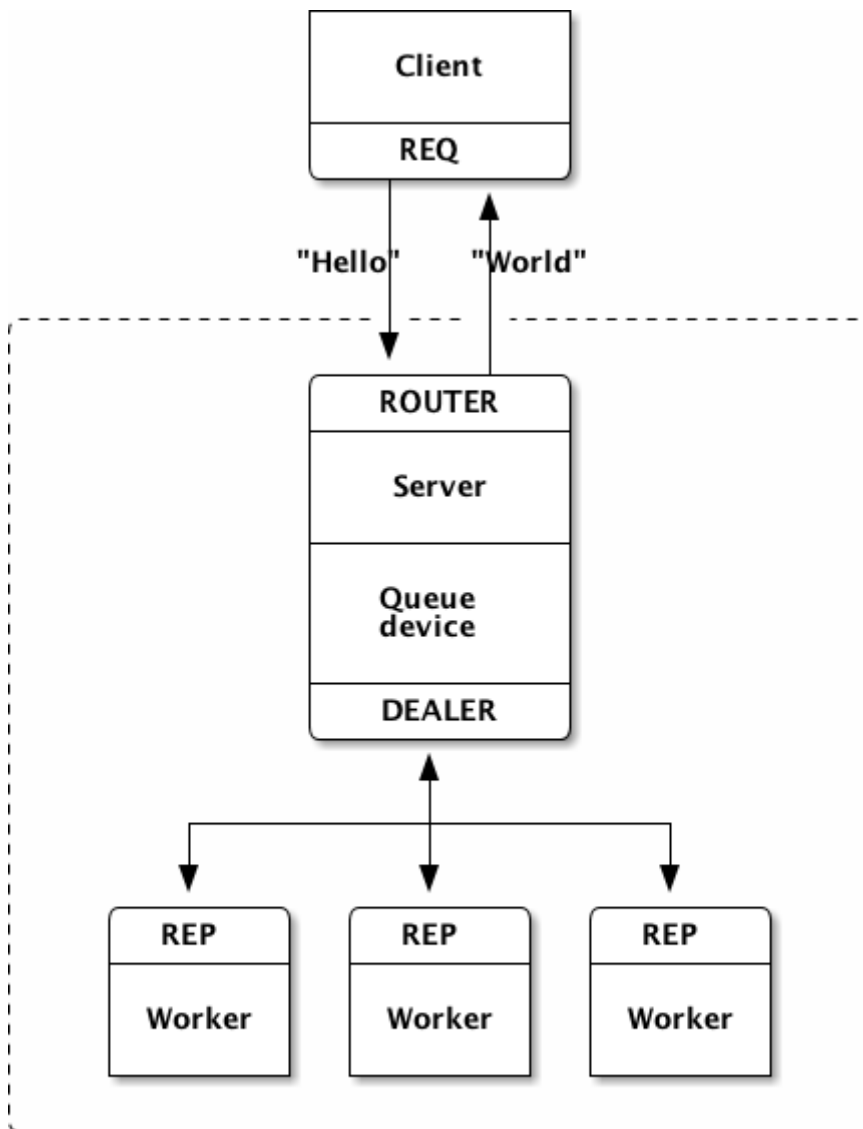 Client
REQ
"Hello" "World"
ROUTER
Server
Queue
device
DEALER
REP REP REP
Worker Worker Worker